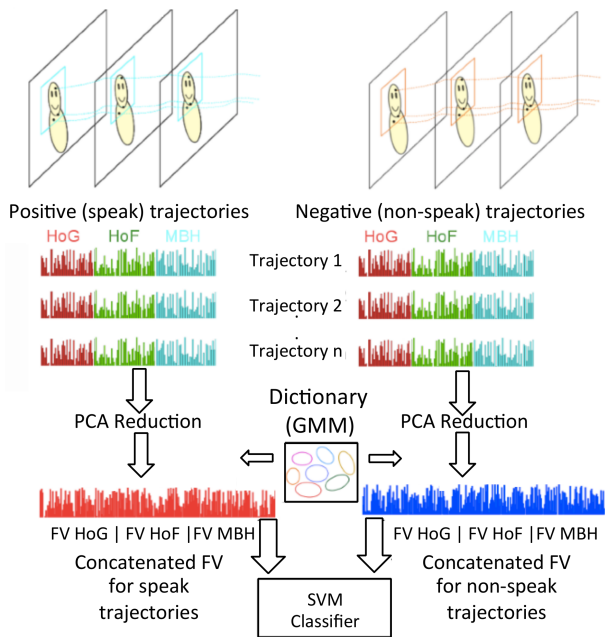 Positive (speak) trajectories
Negative (non-speak) trajectories
HoG HoF MBH
HoG HoF MBH
Trajectory 1
Trajectory 2
.
.
Trajectory n
Dictionary
(GMM)
PCA Reduction
PCA Reduction
FV HoG | FV HoF |FV MBH
FV HoG | FV HoF |FV MBH
Concatenated FV
for speak
trajectories
Concatenated FV
for non-speak
trajectories
SVM
Classifier